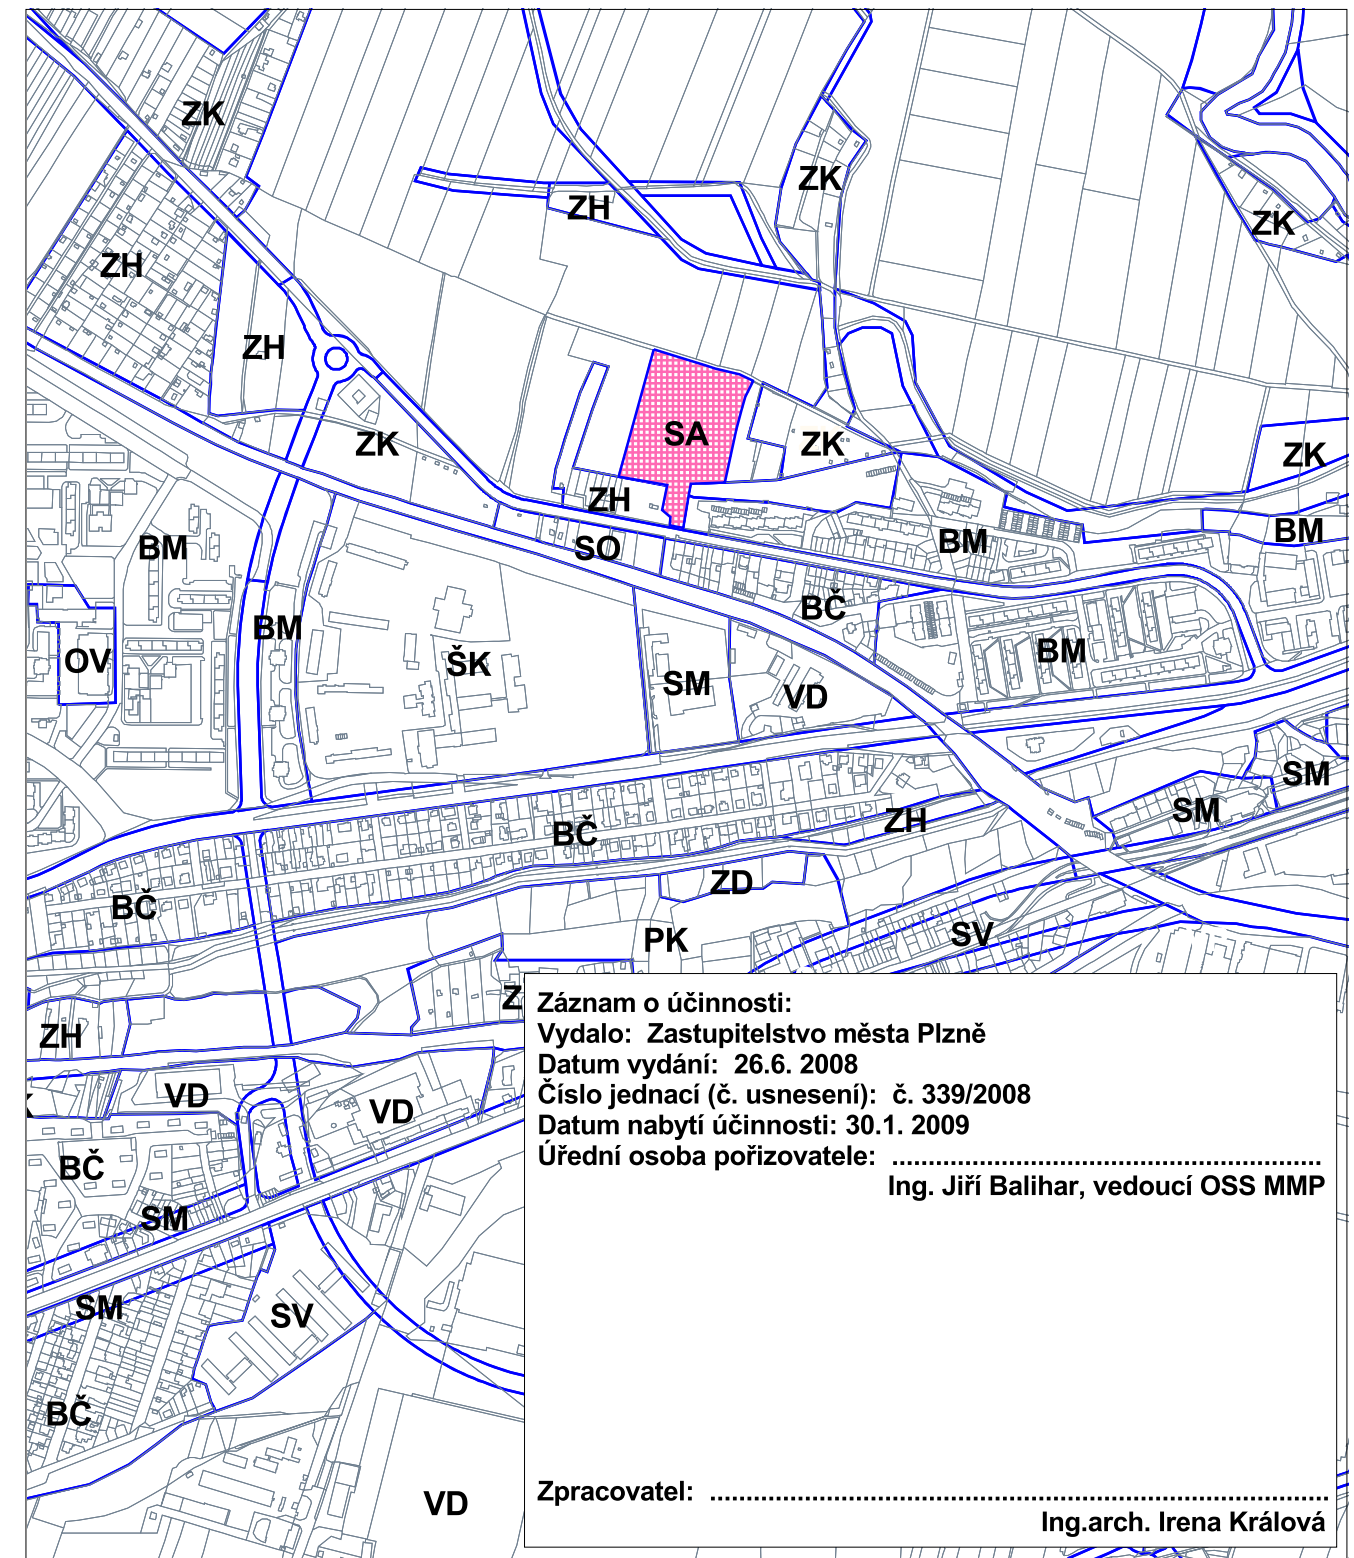 ZK
ZK
ZH
ZK
ZH
ZH
ZK
SA
ZK
ZK
ZH
BM
SO
BM
BM
BČ
BM
BM
OV
ŠK
SM
VD
SM
SM
BČ
ZH
ZD
BČ
PK
SV
Z
ZH
VD
VD
BČ
SM
SM
SV
BČ
VD
Záznam o účinnosti:
Vydalo: Zastupitelstvo města Plzně
Datum vydání: 26.6. 2008
Číslo jednací (č. usnesení): č. 339/2008
Datum nabytí účinnosti: 30.1. 2009
Úřední osoba pořizovatele: ..........................................................
Ing. Jiří Balihar, vedoucí OSS MMP
Zpracovatel: ....................................................................................
Ing.arch. Irena Králová